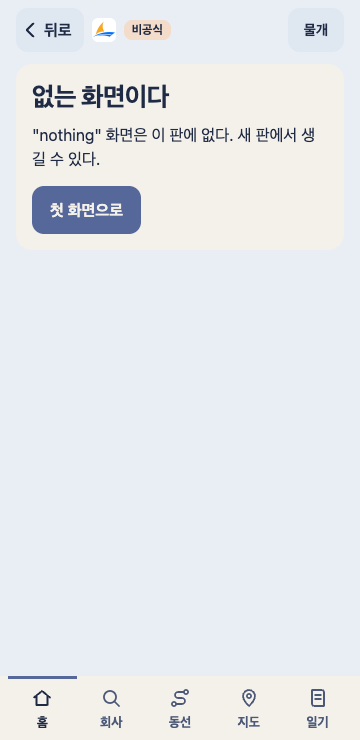 뒤로
비공식
물개
없는 화면이다
"nothing" 화면은 이 판에 없다. 새 판에서 생
길 수 있다.
첫 화면으로
홈
회사
동선
지도
일기